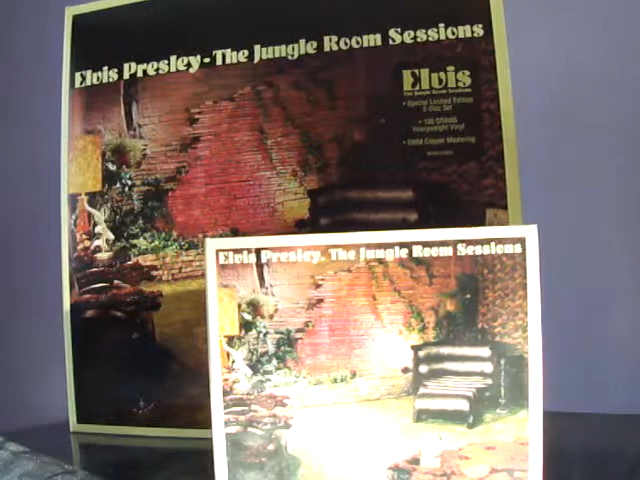 Elvis Presley-The Jungle Room Sessions
Elvis
The Jungle Room Sessions
• Special Limited Edition
2-Disc Set
• 180 GRAMS
Heavyweight Vinyl
• DMM Copper Mastering
Elvis Presley. The Jungle Room Sessions